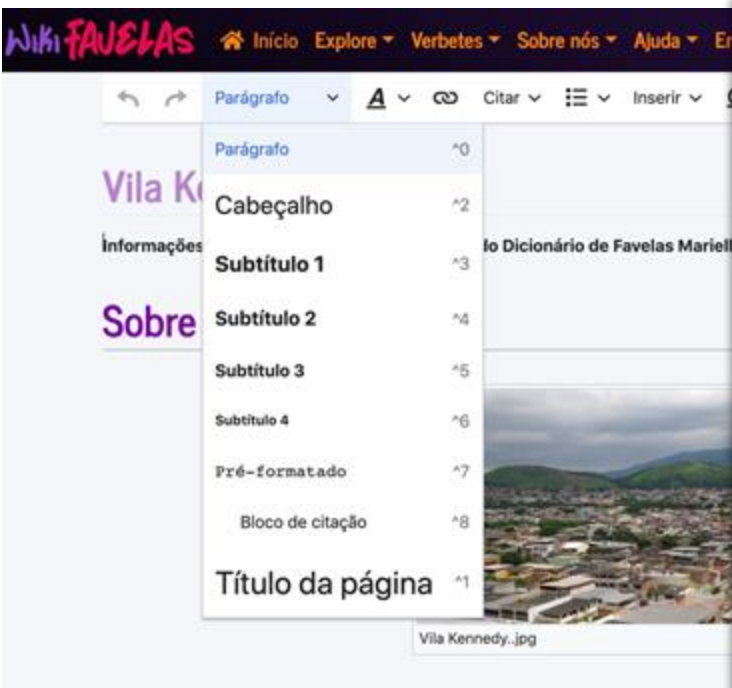 Wiki FAVELAS Início Explore Verbetes Sobre nós Ajuda
Parágrafo A Citar Inserir
Parágrafo ^0
Vila
Cabeçalho ^2
Informações do Dicionário de Favelas
Subtítulo 1 ^3
Sobre
Subtítulo 2 ^4
Subtítulo 3 ^5
Subtítulo 4 ^6
Pré-formatado ^7
Bloco de citação ^8
Título da página ^1
Vila Kennedy..jpg